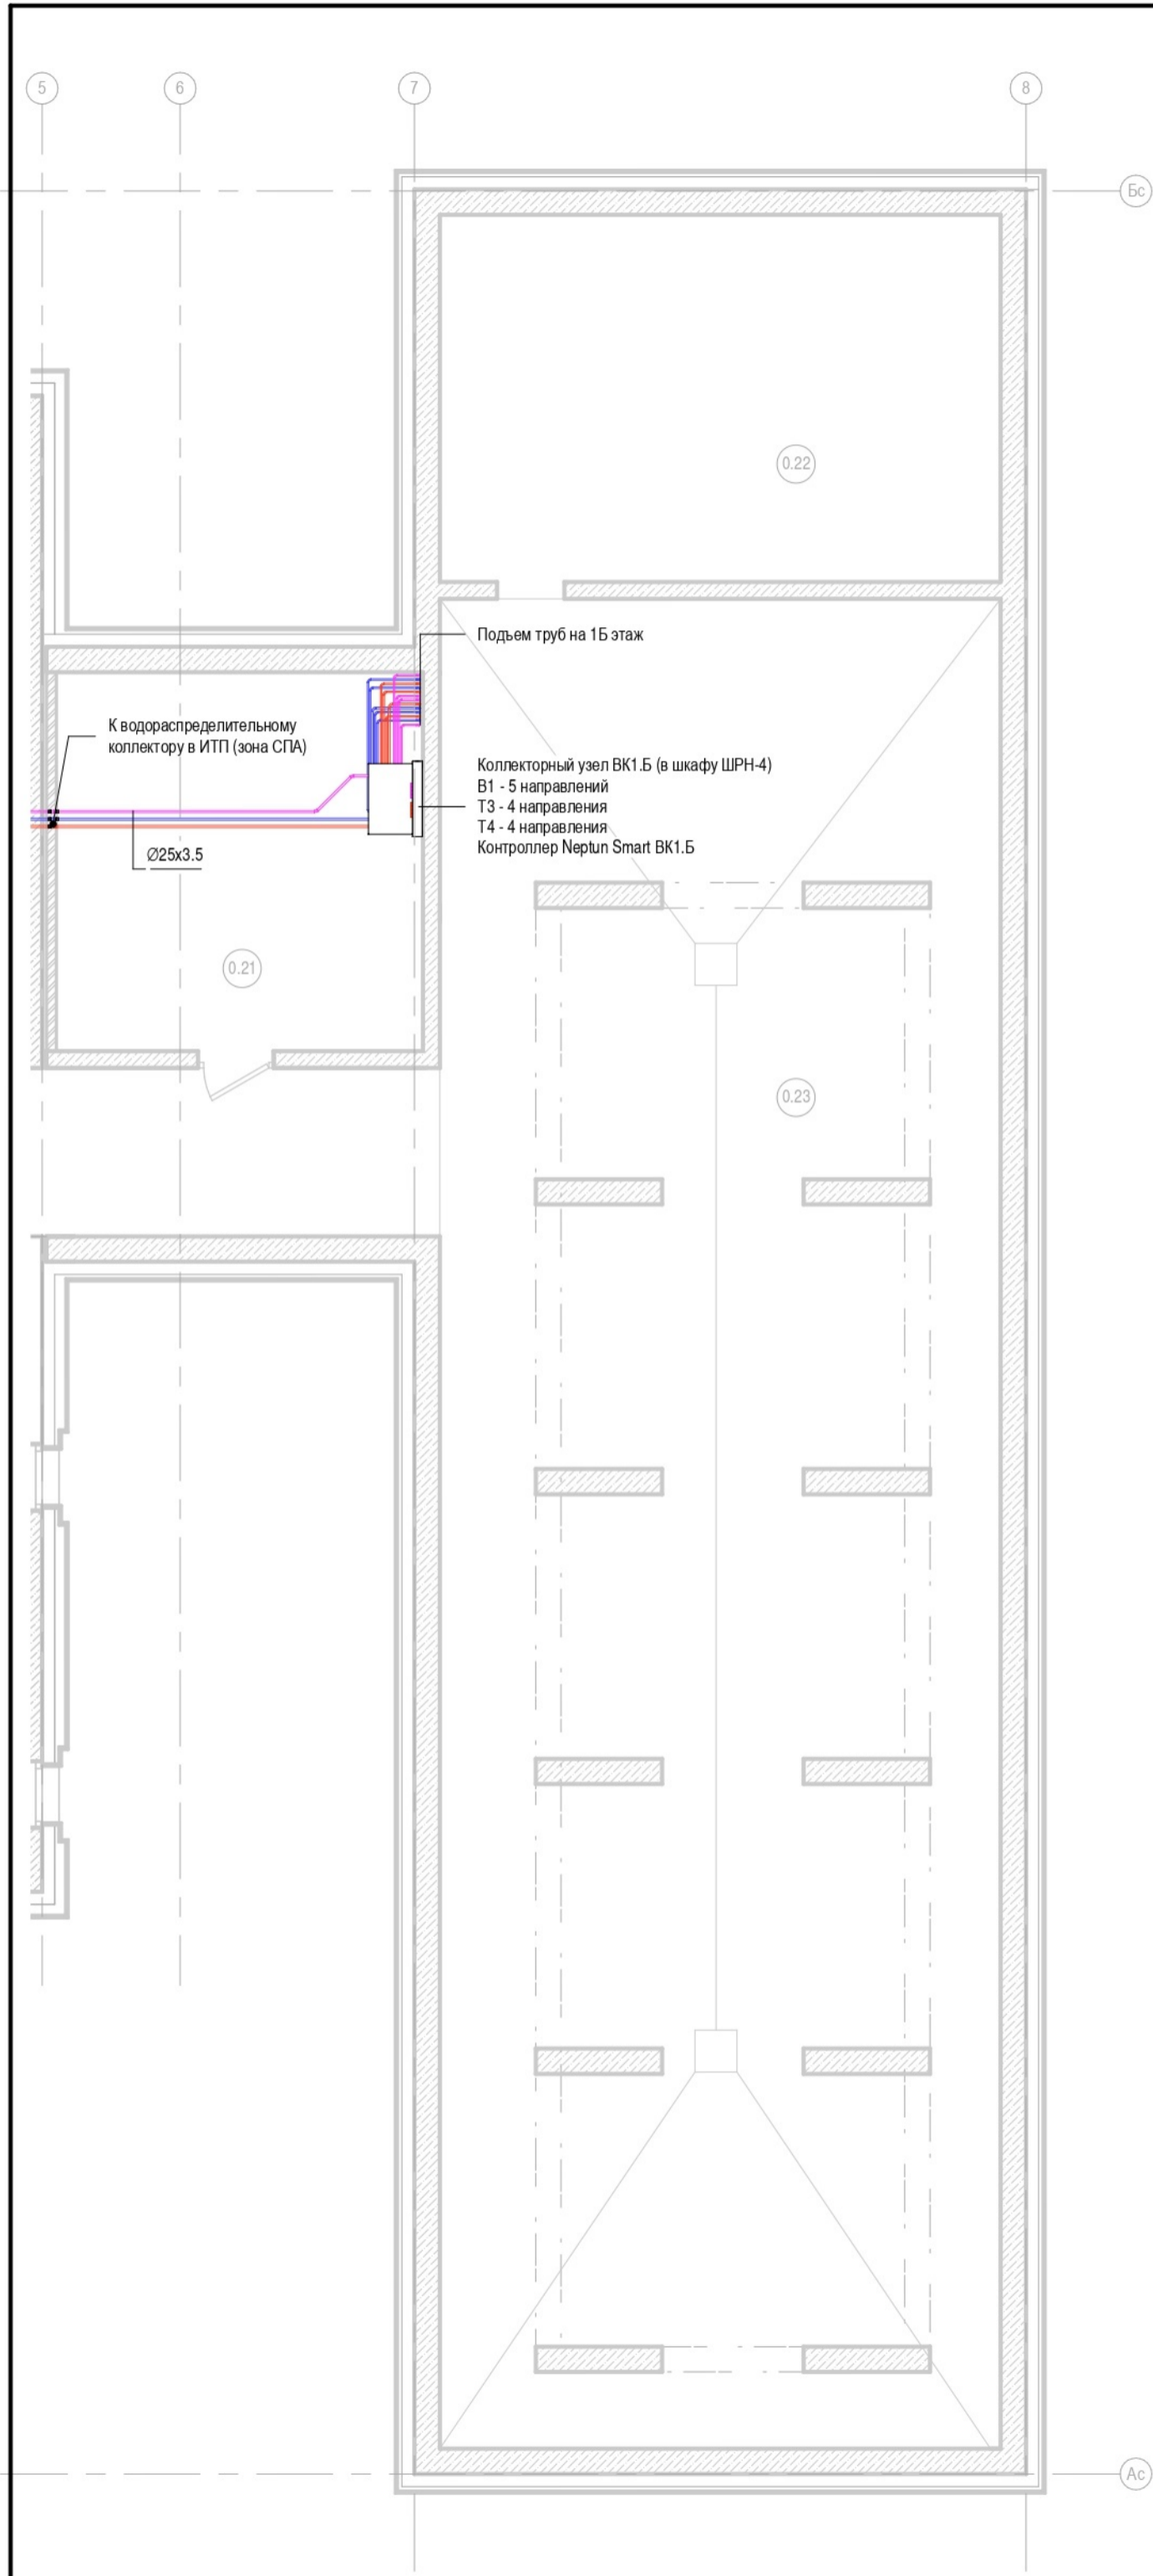 5
6
7
8
Бс
0.22
Подъем труб на 1Б этаж
К водораспределительному
коллектору в ИТП (зона СПА)
Коллекторный узел ВК1.Б (в шкафу ШРН-4)
В1 - 5 направлений
Т3 - 4 направления
Т4 - 4 направления
Контроллер Neptun Smart ВК1.Б
Ø25x3.5
0.21
0.23
Ас